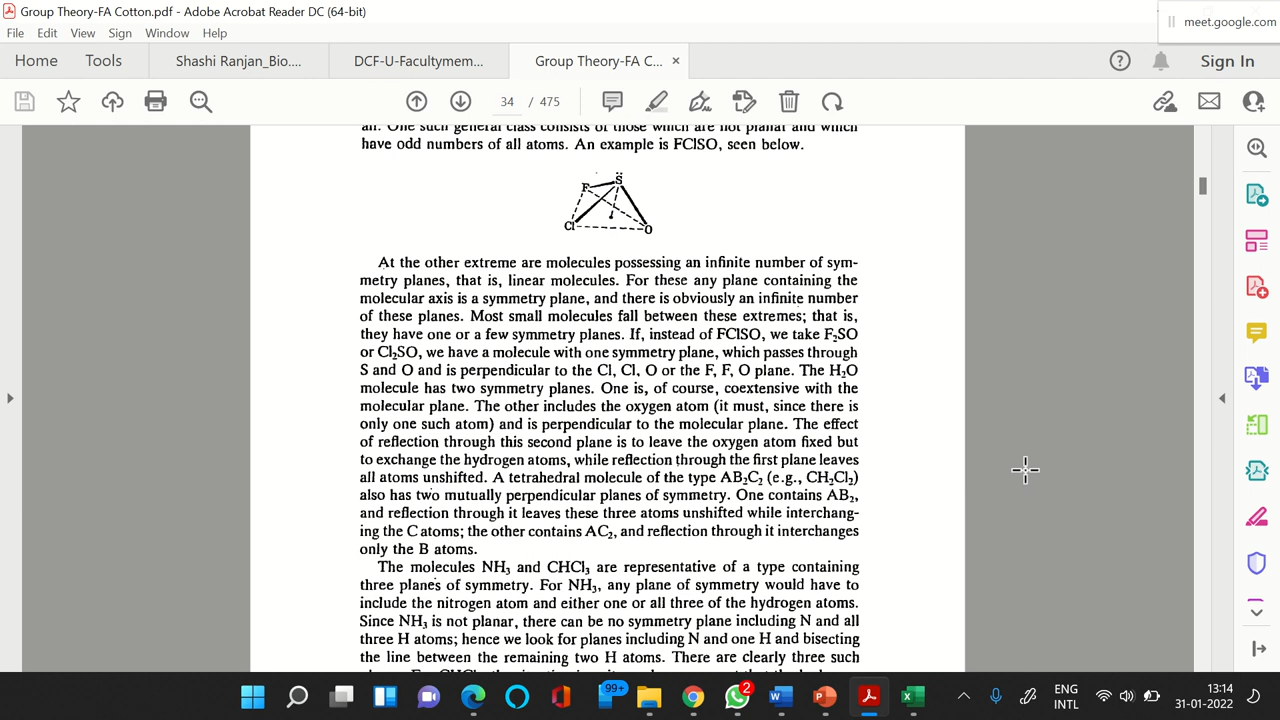 Group Theory-FA Cotton.pdf - Adobe Acrobat Reader DC (64-bit)
meet.google.com
File Edit View Sign Window Help
Home Tools Shashi Ranjan_Bio.... DCF-U-Facultymem... Group Theory-FA C... × Sign In
34 / 475
all. One such general class consists of those which are not planar and which
have odd numbers of all atoms. An example is FClSO, seen below.
F S
Cl O
At the other extreme are molecules possessing an infinite number of sym-
metry planes, that is, linear molecules. For these any plane containing the
molecular axis is a symmetry plane, and there is obviously an infinite number
of these planes. Most small molecules fall between these extremes; that is,
they have one or a few symmetry planes. If, instead of FClSO, we take F₂SO
or Cl₂SO, we have a molecule with one symmetry plane, which passes through
S and O and is perpendicular to the Cl, Cl, O or the F, F, O plane. The H₂O
molecule has two symmetry planes. One is, of course, coextensive with the
molecular plane. The other includes the oxygen atom (it must, since there is
only one such atom) and is perpendicular to the molecular plane. The effect
of reflection through this second plane is to leave the oxygen atom fixed but
to exchange the hydrogen atoms, while reflection through the first plane leaves
all atoms unshifted. A tetrahedral molecule of the type AB₂C₂ (e.g., CH₂Cl₂)
also has two mutually perpendicular planes of symmetry. One contains AB₂,
and reflection through it leaves these three atoms unshifted while interchang-
ing the C atoms; the other contains AC₂, and reflection through it interchanges
only the B atoms.
The molecules NH₃ and CHCl₃ are representative of a type containing
three planes of symmetry. For NH₃, any plane of symmetry would have to
include the nitrogen atom and either one or all three of the hydrogen atoms.
Since NH₃ is not planar, there can be no symmetry plane including N and all
three H atoms; hence we look for planes including N and one H and bisecting
the line between the remaining two H atoms. There are clearly three such
99+
2
ENG
INTL
13:14
31-01-2022